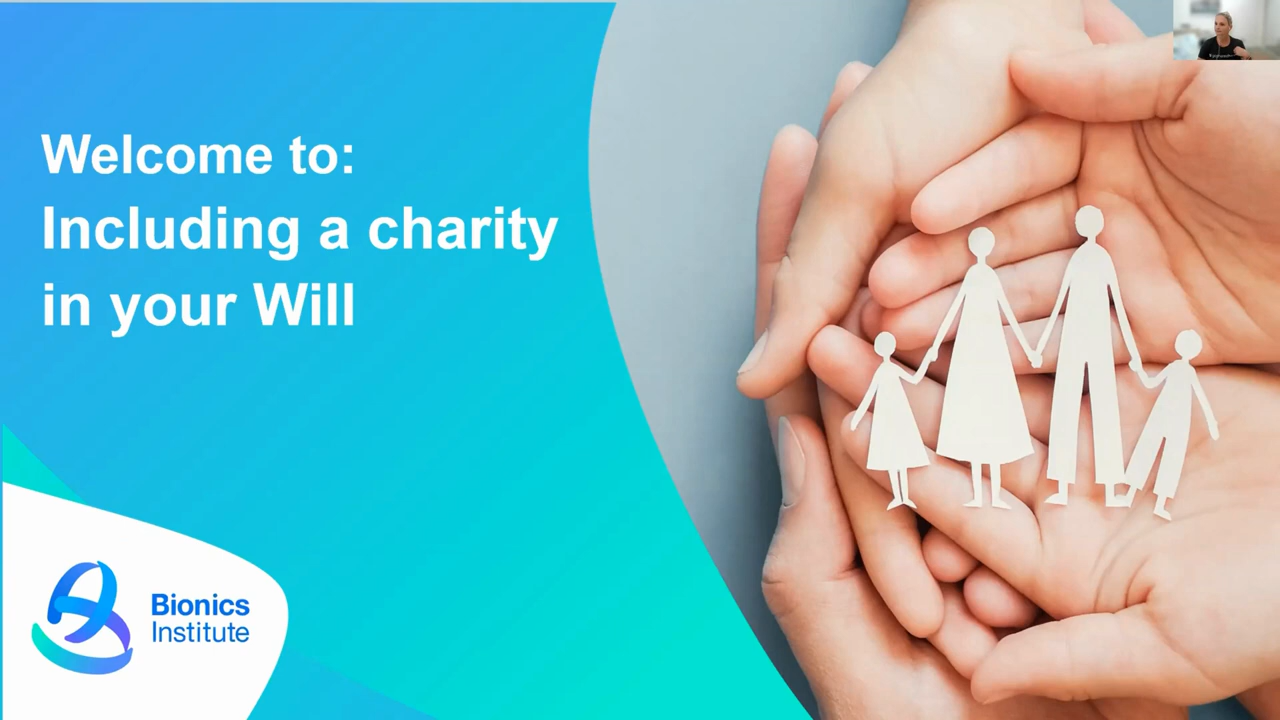 Welcome to:
Including a charity
in your Will
Bionics
Institute